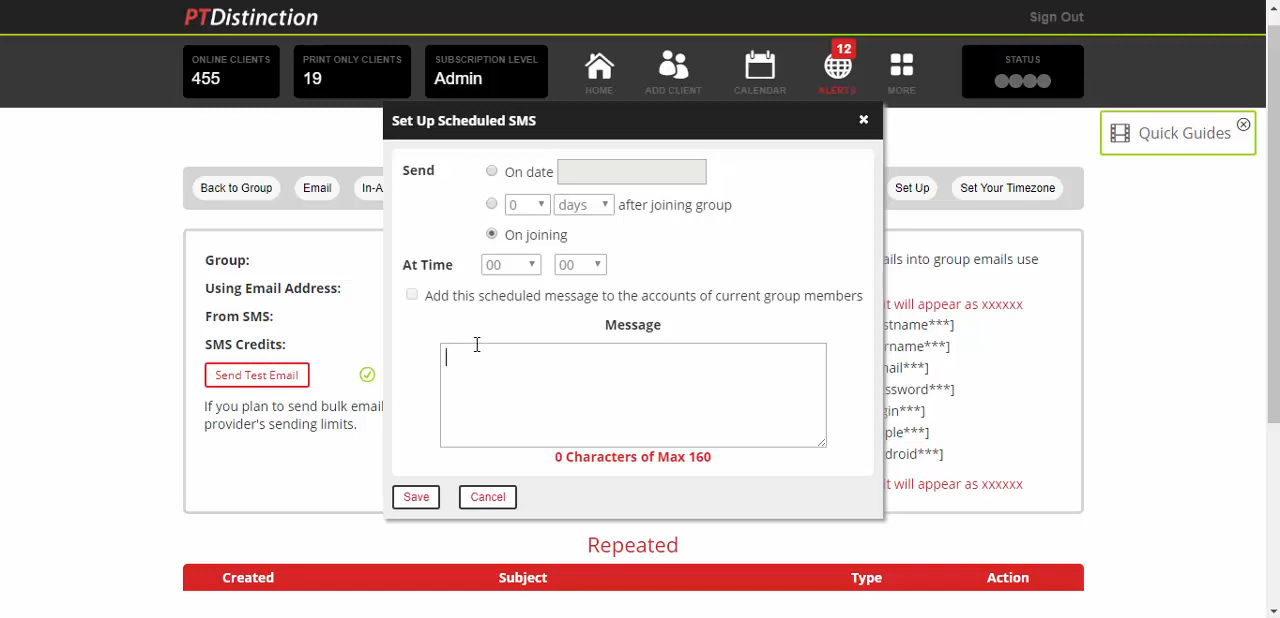 PTDistinction
Sign Out
ONLINE CLIENTS
455
PRINT ONLY CLIENTS
19
SUBSCRIPTION LEVEL
Admin
HOME
ADD CLIENT
CALENDAR
12
ALERTS
MORE
STATUS
Quick Guides
Back to Group
Email
In-A
Set Up
Set Your Timezone
Set Up Scheduled SMS
Send
On date
0 days after joining group
On joining
At Time 00 00
Add this scheduled message to the accounts of current group members
Message
0 Characters of Max 160
Save
Cancel
Group:
Using Email Address:
From SMS:
SMS Credits:
Send Test Email
If you plan to send bulk email
provider's sending limits.
ails into group emails use
it will appear as xxxxxx
stname***]
rname***]
nail***]
ssword***]
gin***]
ple***]
droid***]
it will appear as xxxxxx
Repeated
Created Subject Type Action